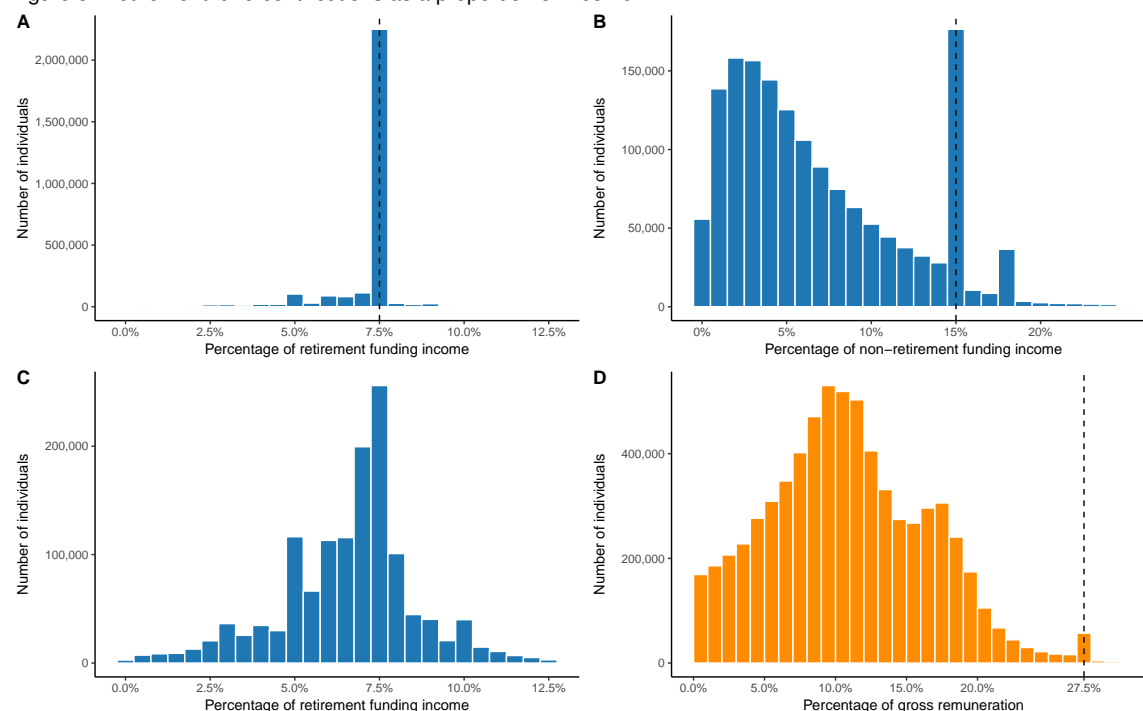 A
Number of individuals
2,000,000
1,500,000
1,000,000
500,000
0
0.0% 2.5% 5.0% 7.5% 10.0% 12.5%
Percentage of retirement funding income
B
Number of individuals
150,000
100,000
50,000
0
0% 5% 10% 15% 20%
Percentage of non−retirement funding income
C
Number of individuals
200,000
100,000
0
0.0% 2.5% 5.0% 7.5% 10.0% 12.5%
Percentage of retirement funding income
D
Number of individuals
400,000
200,000
0
0.0% 5.0% 10.0% 15.0% 20.0% 27.5%
Percentage of gross remuneration